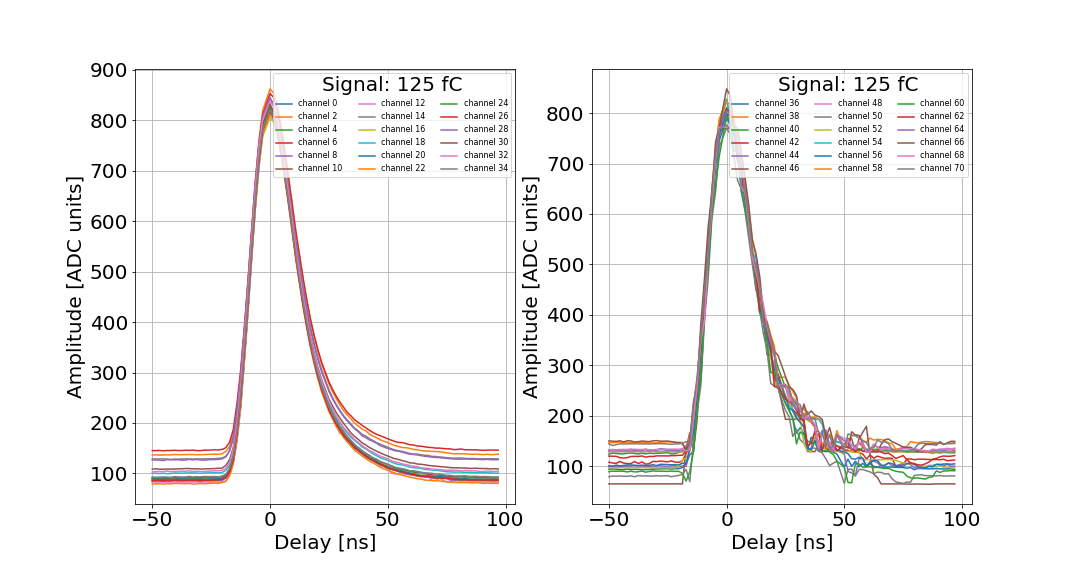 Signal: 125 fC
channel 0 channel 12 channel 24
channel 2 channel 14 channel 26
channel 4 channel 16 channel 28
channel 6 channel 18 channel 30
channel 8 channel 20 channel 32
channel 10 channel 22 channel 34
900
800
700
600
500
400
300
200
100
−50 0 50 100
Delay [ns]
Amplitude [ADC units]
Signal: 125 fC
channel 36 channel 48 channel 60
channel 38 channel 50 channel 62
channel 40 channel 52 channel 64
channel 42 channel 54 channel 66
channel 44 channel 56 channel 68
channel 46 channel 58 channel 70
800
700
600
500
400
300
200
100
−50 0 50 100
Delay [ns]
Amplitude [ADC units]